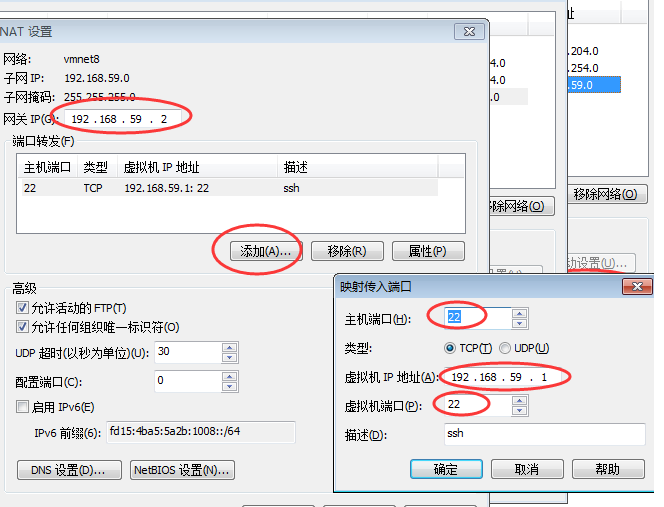 NAT 设置
网络: vmnet8
子网 IP: 192.168.59.0
子网掩码: 255.255.255.0
网关 IP(G): 192 . 168 . 59 . 2
端口转发(F)
主机端口 类型 虚拟机 IP 地址 描述
22 TCP 192.168.59.1: 22 ssh
添加(A)... 移除(R) 属性(P)
高级
允许活动的 FTP(T)
允许任何组织唯一标识符(O)
UDP 超时(以秒为单位)(U): 30
配置端口(C): 0
启用 IPv6(E)
IPv6 前缀(6): fd15:4ba5:5a2b:1008::/64
DNS 设置(D)... NetBIOS 设置(N)...
映射传入端口
主机端口(H): 22
类型: TCP(T) UDP(U)
虚拟机 IP 地址(A): 192 . 168 . 59 . 1
虚拟机端口(P): 22
描述(D): ssh
确定 取消 帮助
.204.0
.254.0
.59.0
移除网络(O)
移除网络(O)
设置(U)...